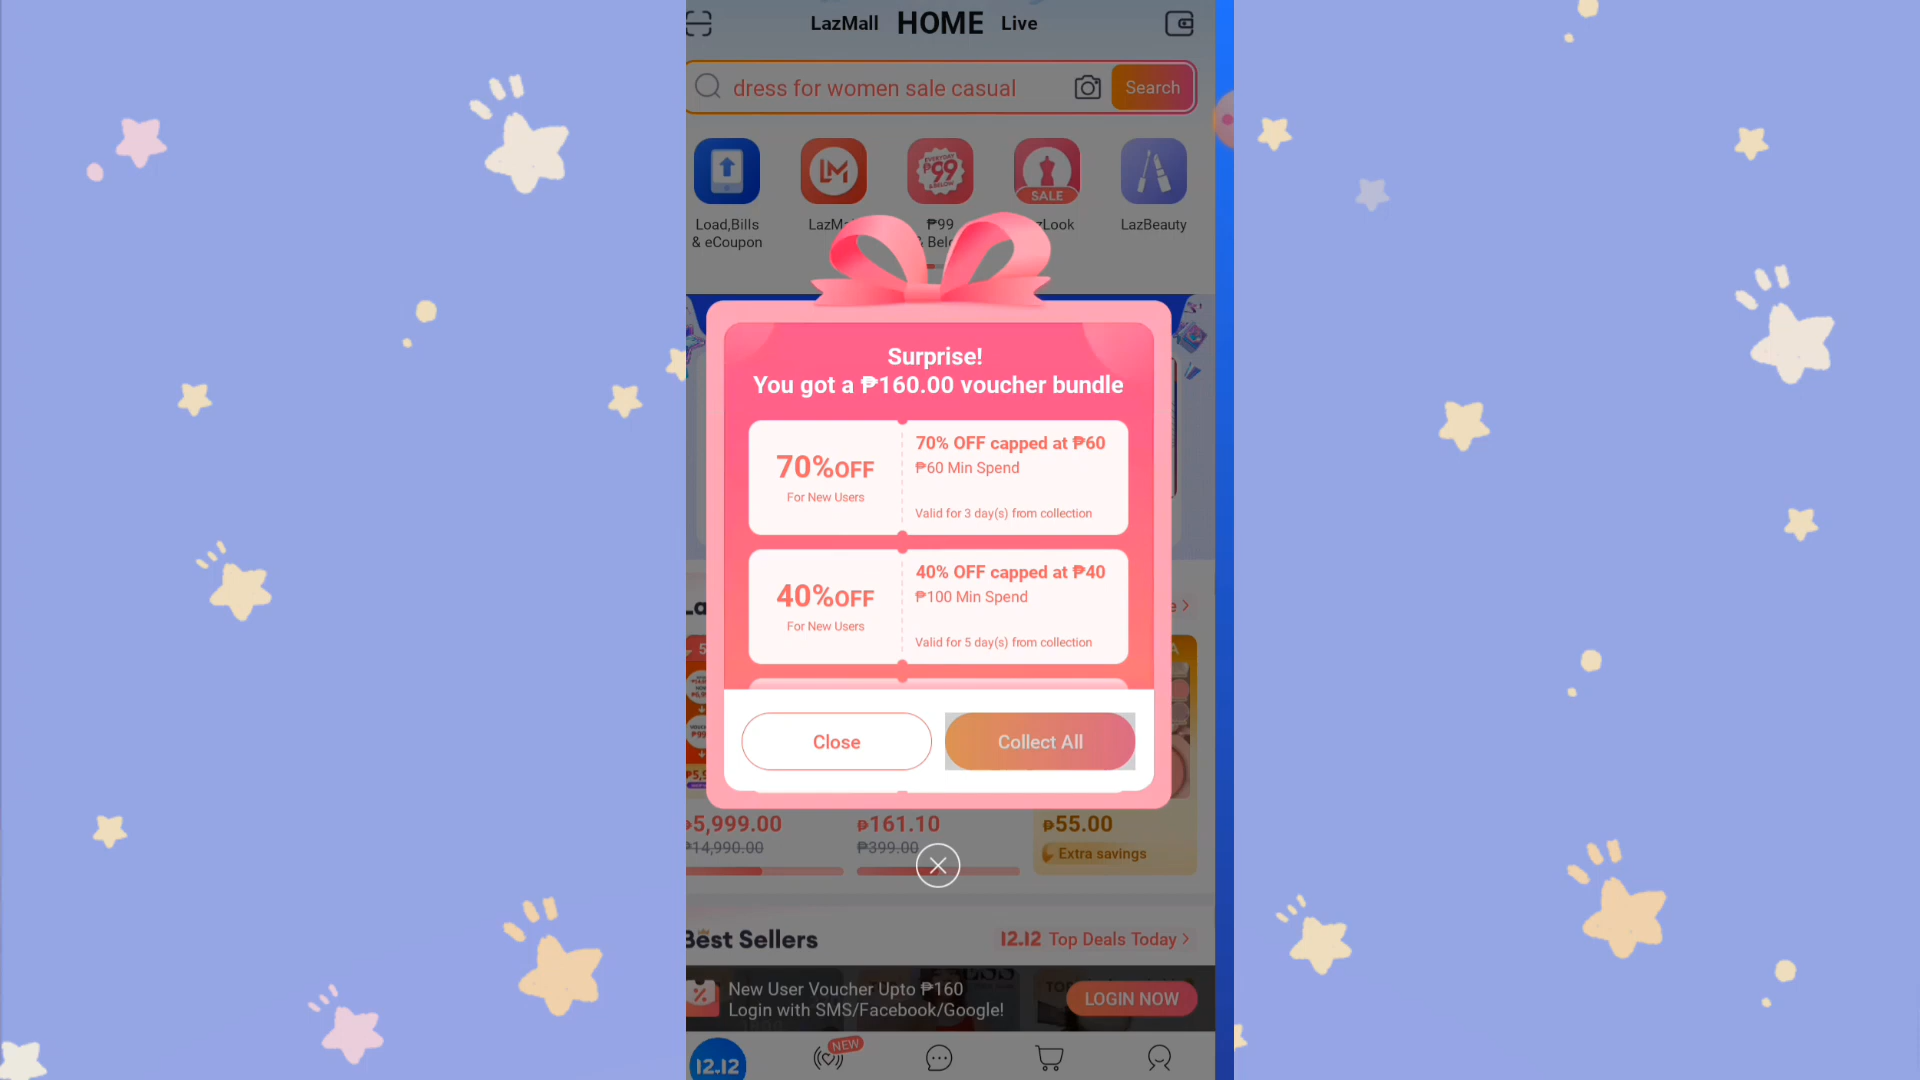 LazMall HOME Live
dress for women sale casual Search
EVERYDAY
₱99
& BELOW
LM
SALE
Load,Bills
& eCoupon
₱99
LazBeauty
Surprise!
You got a ₱160.00 voucher bundle
70%OFF
For New Users
70% OFF capped at ₱60
₱60 Min Spend
Valid for 3 day(s) from collection
40%OFF
For New Users
40% OFF capped at ₱40
₱100 Min Spend
Valid for 5 day(s) from collection
Close Collect All
₱5,999.00 ₱161.10 ₱55.00
₱14,990.00 ₱399.00 Extra savings
Best Sellers 12.12 Top Deals Today >
New User Voucher Upto ₱160
Login with SMS/Facebook/Google!
LOGIN NOW
NEW
12.12